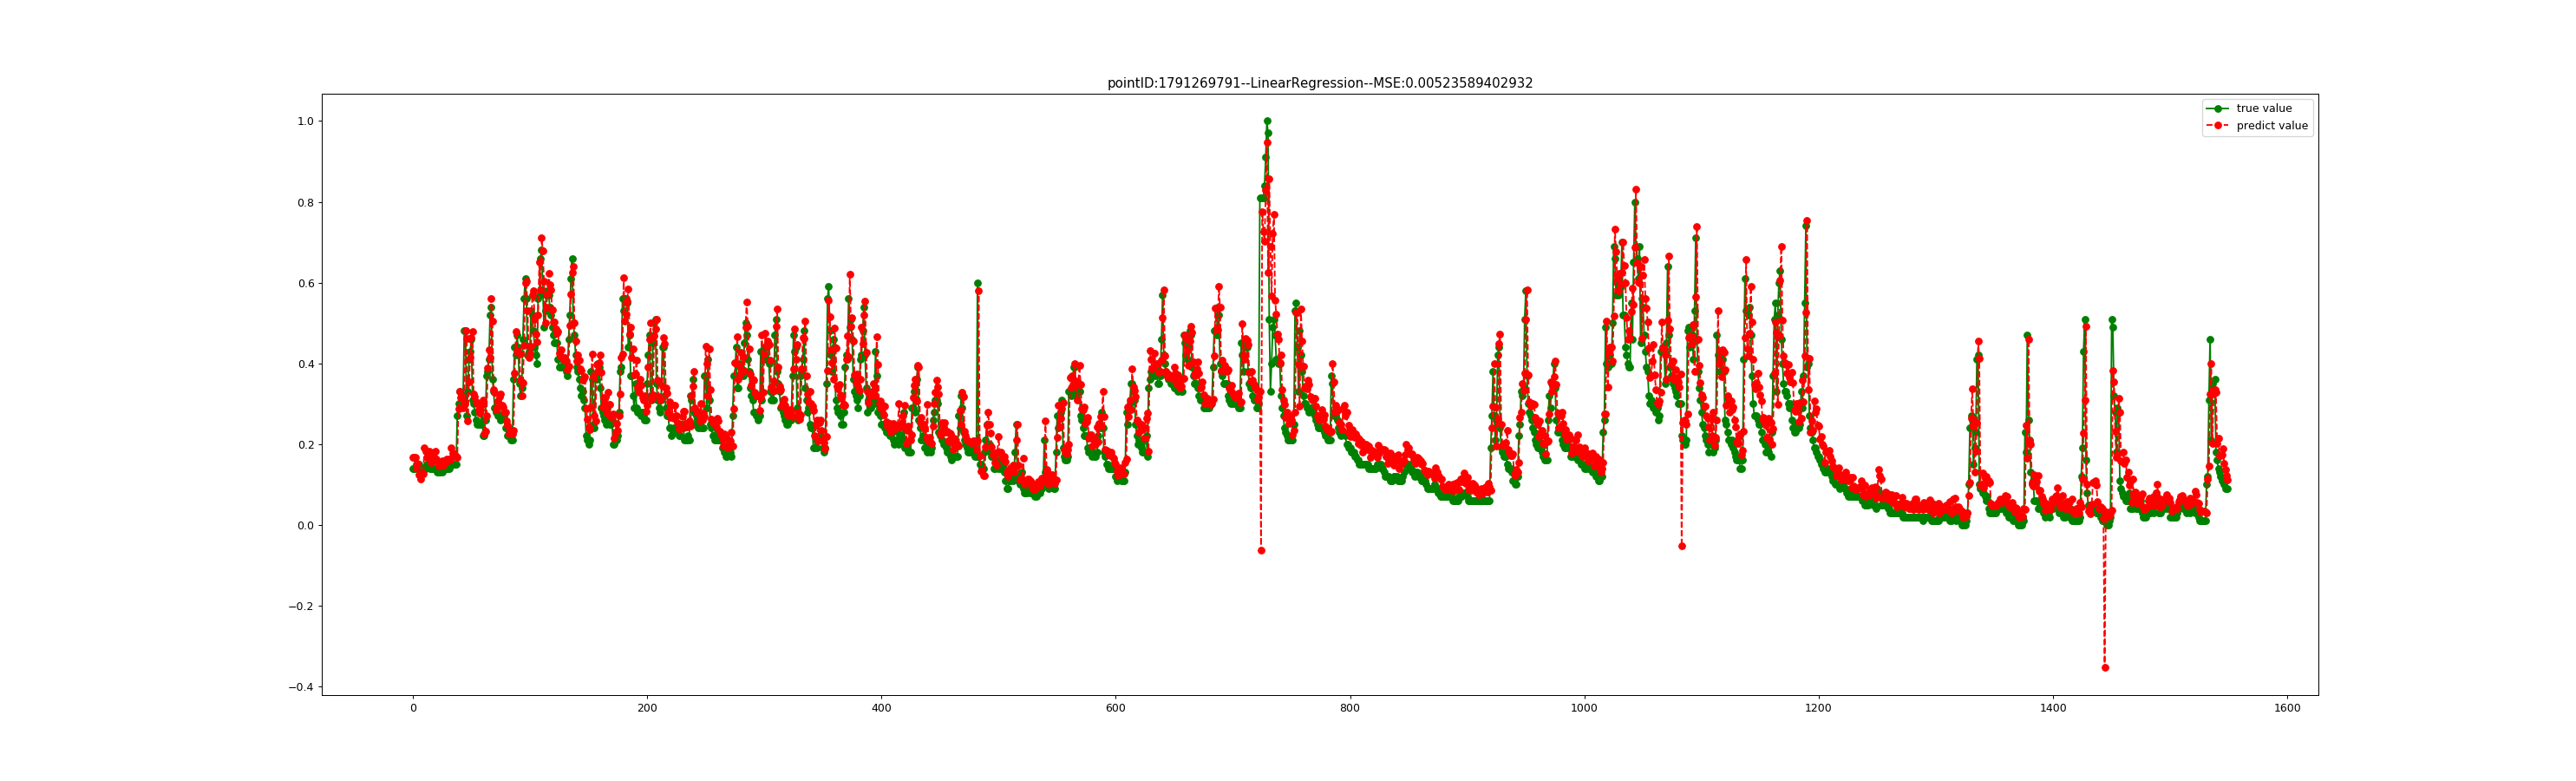 pointID:1791269791--LinearRegression--MSE:0.00523589402932
true value
predict value
1.0
0.8
0.6
0.4
0.2
0.0
−0.2
−0.4
0 200 400 600 800 1000 1200 1400 1600